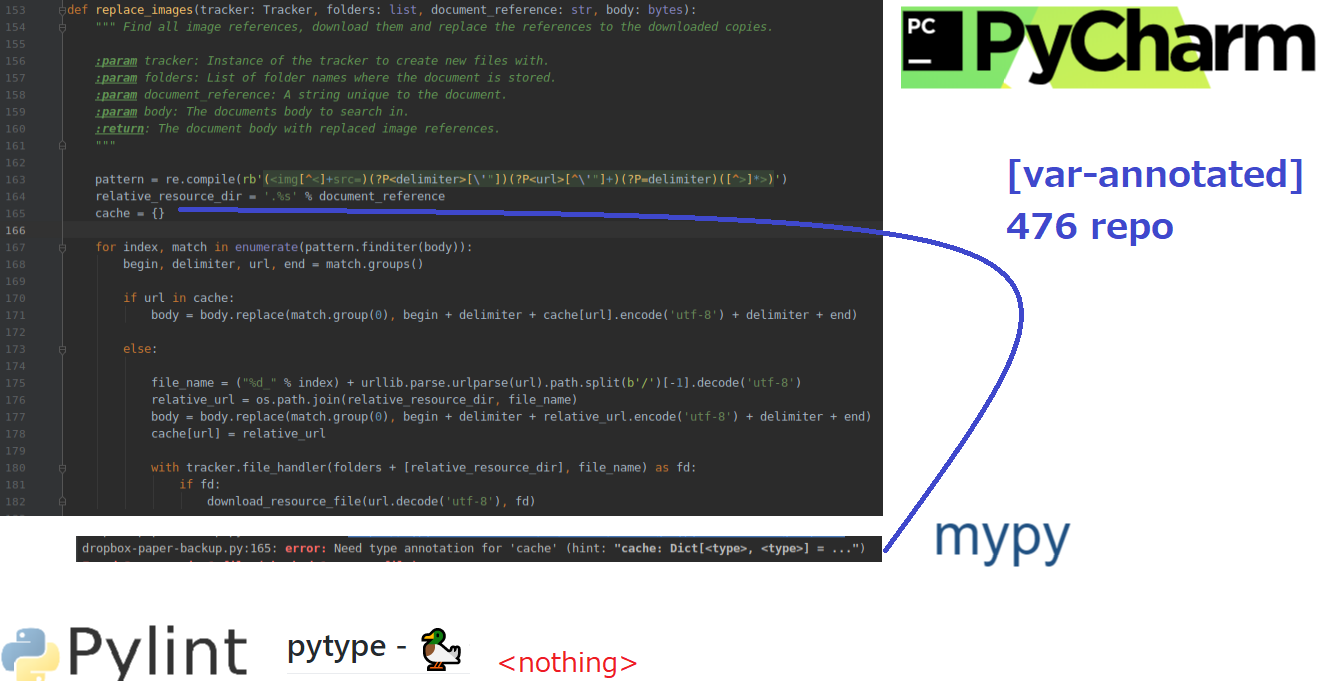 153 def replace_images(tracker: Tracker, folders: list, document_reference: str, body: bytes):
154 """ Find all image references, download them and replace the references to the downloaded copies.
155
156 :param tracker: Instance of the tracker to create new files with.
157 :param folders: List of folder names where the document is stored.
158 :param document_reference: A string unique to the document.
159 :param body: The documents body to search in.
160 :return: The document body with replaced image references.
161 """
162
163 pattern = re.compile(rb'(<img[^<]+src=)(?P<delimiter>[\'"])(?P<url>[^\'"]+)(?P=delimiter)([^>]*>)')
164 relative_resource_dir = '.%s' % document_reference
165 cache = {}
166
167 for index, match in enumerate(pattern.finditer(body)):
168 begin, delimiter, url, end = match.groups()
169
170 if url in cache:
171 body = body.replace(match.group(0), begin + delimiter + cache[url].encode('utf-8') + delimiter + end)
172
173 else:
174
175 file_name = ("%d_" % index) + urllib.parse.urlparse(url).path.split(b'/')[-1].decode('utf-8')
176 relative_url = os.path.join(relative_resource_dir, file_name)
177 body = body.replace(match.group(0), begin + delimiter + relative_url.encode('utf-8') + delimiter + end)
178 cache[url] = relative_url
179
180 with tracker.file_handler(folders + [relative_resource_dir], file_name) as fd:
181 if fd:
182 download_resource_file(url.decode('utf-8'), fd)
PC
PyCharm
[var-annotated]
476 repo
dropbox-paper-backup.py:165: error: Need type annotation for 'cache' (hint: "cache: Dict[<type>, <type>] = ...")
mypy
Pylint
pytype -
<nothing>